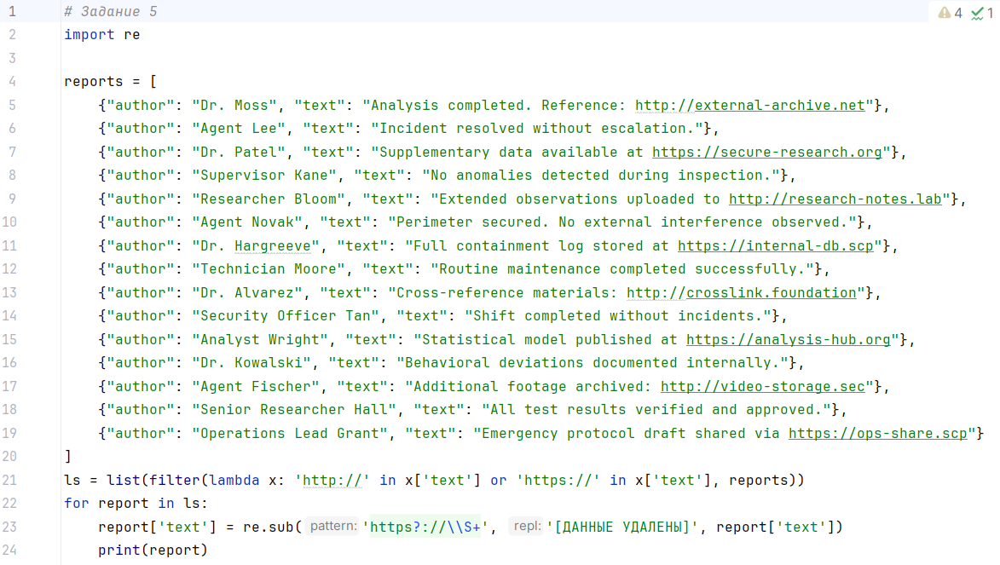 1 # Задание 5 4 1
2 import re
3
4 reports = [
5 {"author": "Dr. Moss", "text": "Analysis completed. Reference: http://external-archive.net"},
6 {"author": "Agent Lee", "text": "Incident resolved without escalation."},
7 {"author": "Dr. Patel", "text": "Supplementary data available at https://secure-research.org"},
8 {"author": "Supervisor Kane", "text": "No anomalies detected during inspection."},
9 {"author": "Researcher Bloom", "text": "Extended observations uploaded to http://research-notes.lab"},
10 {"author": "Agent Novak", "text": "Perimeter secured. No external interference observed."},
11 {"author": "Dr. Hargreeve", "text": "Full containment log stored at https://internal-db.scp"},
12 {"author": "Technician Moore", "text": "Routine maintenance completed successfully."},
13 {"author": "Dr. Alvarez", "text": "Cross-reference materials: http://crosslink.foundation"},
14 {"author": "Security Officer Tan", "text": "Shift completed without incidents."},
15 {"author": "Analyst Wright", "text": "Statistical model published at https://analysis-hub.org"},
16 {"author": "Dr. Kowalski", "text": "Behavioral deviations documented internally."},
17 {"author": "Agent Fischer", "text": "Additional footage archived: http://video-storage.sec"},
18 {"author": "Senior Researcher Hall", "text": "All test results verified and approved."},
19 {"author": "Operations Lead Grant", "text": "Emergency protocol draft shared via https://ops-share.scp"}
20 ]
21 ls = list(filter(lambda x: 'http://' in x['text'] or 'https://' in x['text'], reports))
22 for report in ls:
23 report['text'] = re.sub( pattern: 'https?://\\S+', repl: '[ДАННЫЕ УДАЛЕНЫ]', report['text'])
24 print(report)